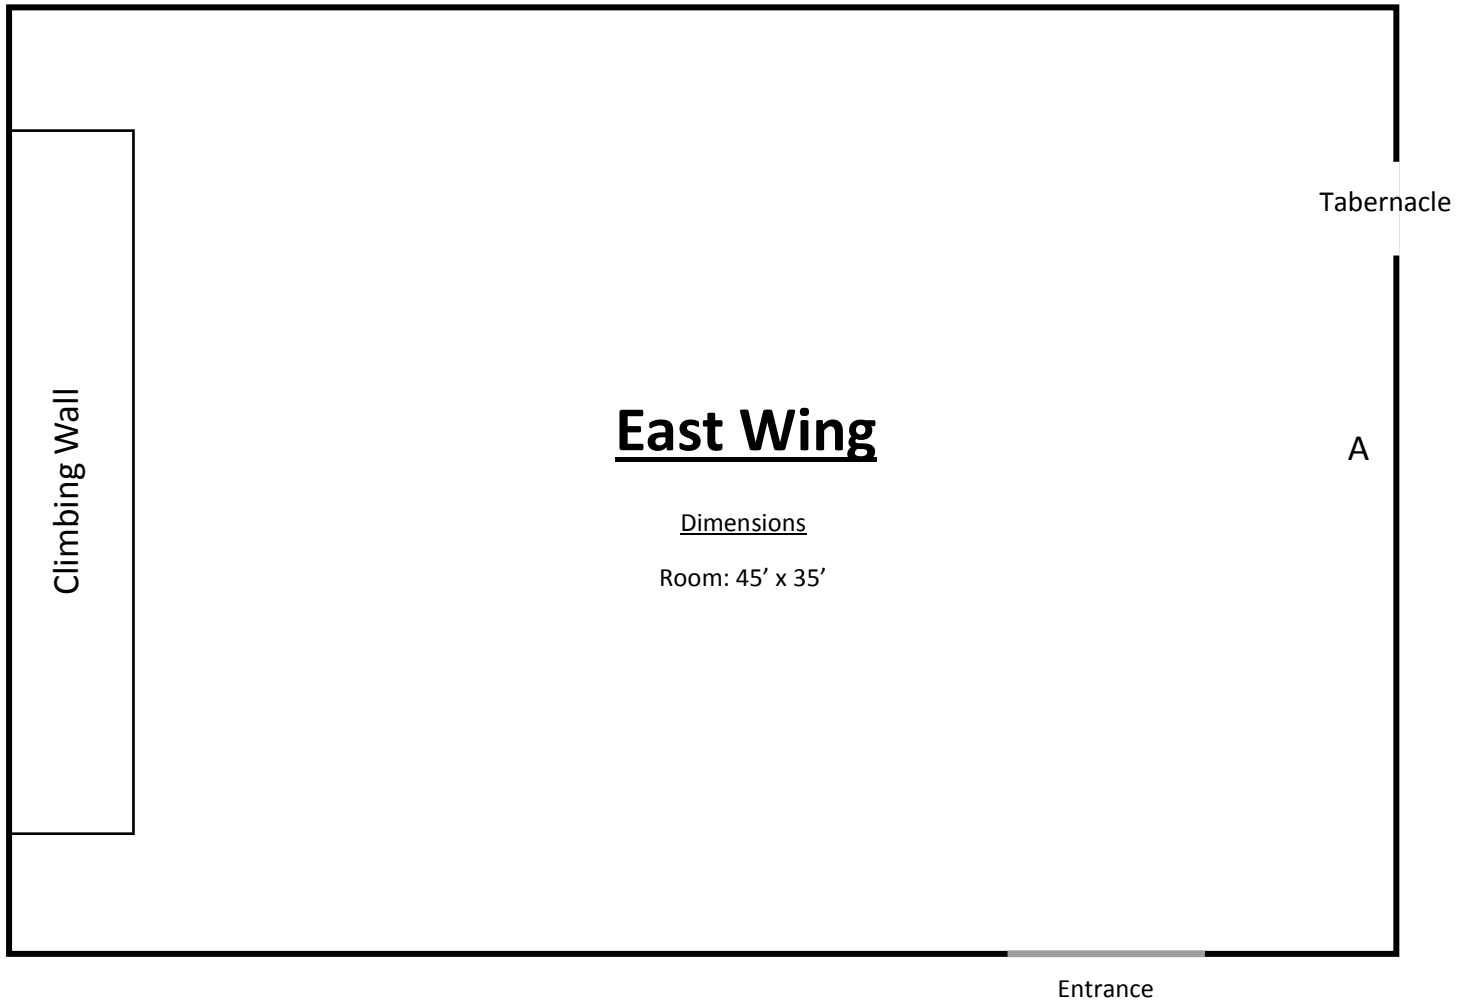 Tabernacle
Climbing Wall
East Wing
A
Dimensions
Room: 45’ x 35’
Entrance